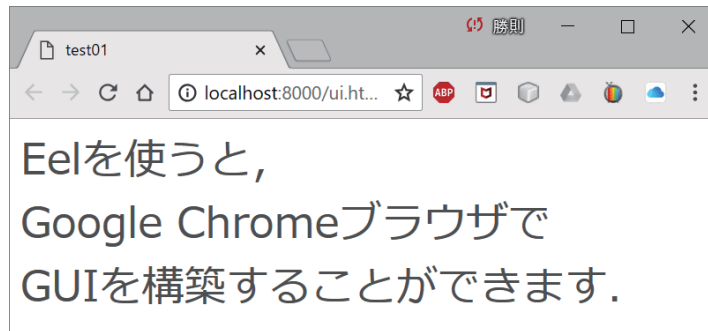 勝則
test01
localhost:8000/ui.ht...
ABP
Eelを使うと,
Google Chromeブラウザで
GUIを構築することができます.